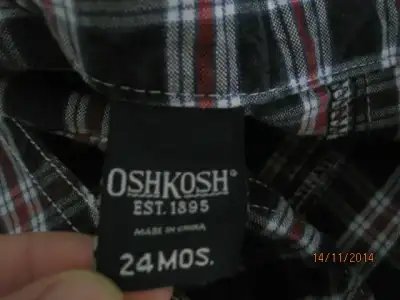 OSHKOSH®
EST. 1895
MADE IN CHINA
24 MOS.
14/11/2014